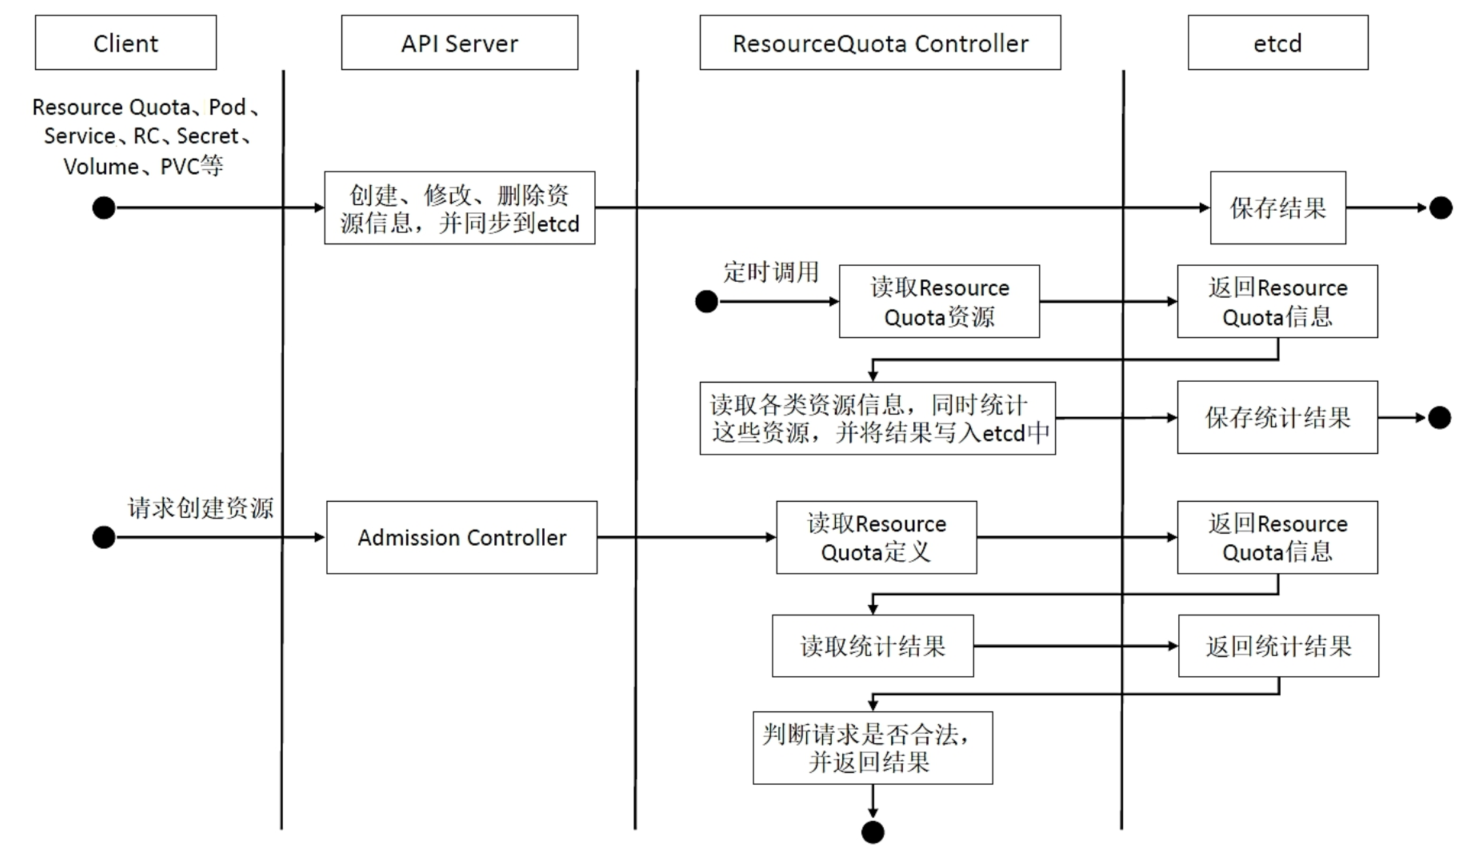 Client
API Server
ResourceQuota Controller
etcd
Resource Quota、Pod、
Service、RC、Secret、
Volume、PVC等
创建、修改、删除资
源信息，并同步到etcd
保存结果
定时调用
读取Resource
Quota资源
返回Resource
Quota信息
读取各类资源信息，同时统计
这些资源，并将结果写入etcd中
保存统计结果
请求创建资源
Admission Controller
读取Resource
Quota定义
返回Resource
Quota信息
读取统计结果
返回统计结果
判断请求是否合法，
并返回结果